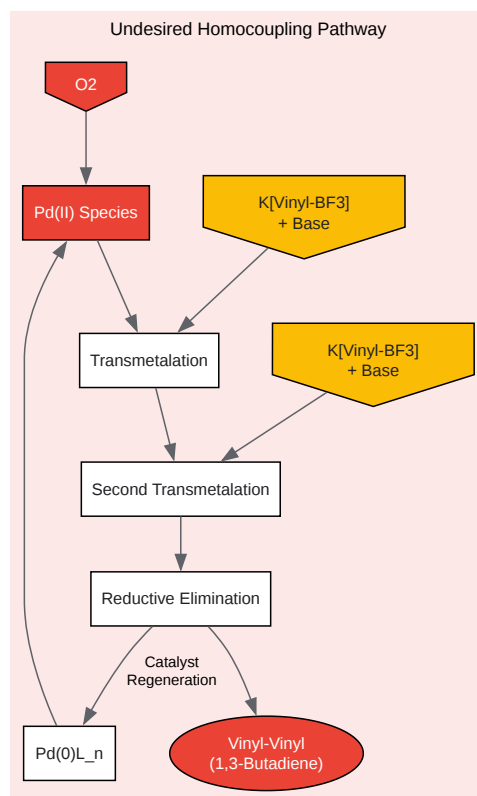 Undesired Homocoupling Pathway
O2
Pd(II) Species
K[Vinyl-BF3]
+ Base
Transmetalation
K[Vinyl-BF3]
+ Base
Second Transmetalation
Reductive Elimination
Catalyst
Regeneration
Pd(0)L_n
Vinyl-Vinyl
(1,3-Butadiene)